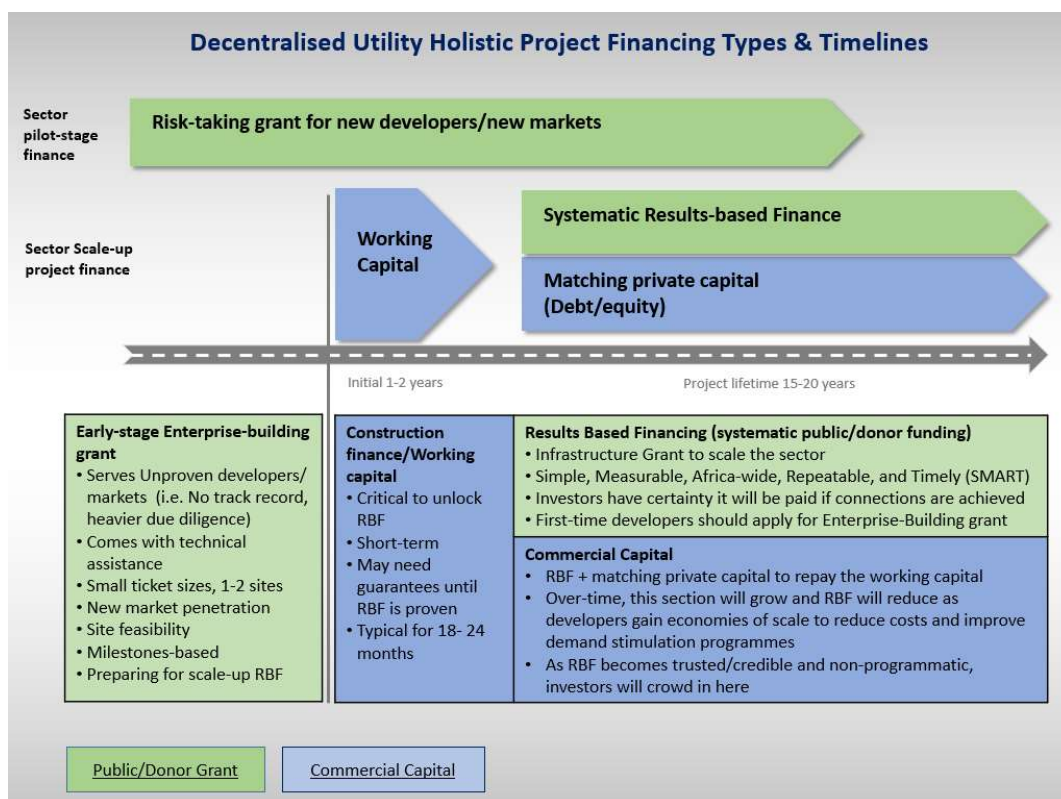 Decentralised Utility Holistic Project Financing Types & Timelines
Sector
pilot-stage
finance
Risk-taking grant for new developers/new markets
Sector Scale-up
project finance
Working
Capital
Systematic Results-based Finance
Matching private capital
(Debt/equity)
Initial 1-2 years
Project lifetime 15-20 years
Early-stage Enterprise-building
grant
• Serves Unproven developers/
markets (i.e. No track record,
heavier due diligence)
• Comes with technical
assistance
• Small ticket sizes, 1-2 sites
• New market penetration
• Site feasibility
• Milestones-based
• Preparing for scale-up RBF
Construction
finance/Working
capital
• Critical to unlock
RBF
• Short-term
• May need
guarantees until
RBF is proven
• Typical for 18- 24
months
Results Based Financing (systematic public/donor funding)
• Infrastructure Grant to scale the sector
• Simple, Measurable, Africa-wide, Repeatable, and Timely (SMART)
• Investors have certainty it will be paid if connections are achieved
• First-time developers should apply for Enterprise-Building grant
Commercial Capital
• RBF + matching private capital to repay the working capital
• Over-time, this section will grow and RBF will reduce as
developers gain economies of scale to reduce costs and improve
demand stimulation programmes
• As RBF becomes trusted/credible and non-programmatic,
investors will crowd in here
Public/Donor Grant
Commercial Capital